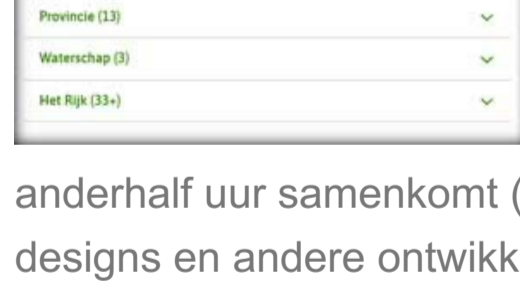 Provincie (13)
Waterschap (3)
Het Rijk (33+)
anderhalf uur samenkomt (
designs en andere ontwikk